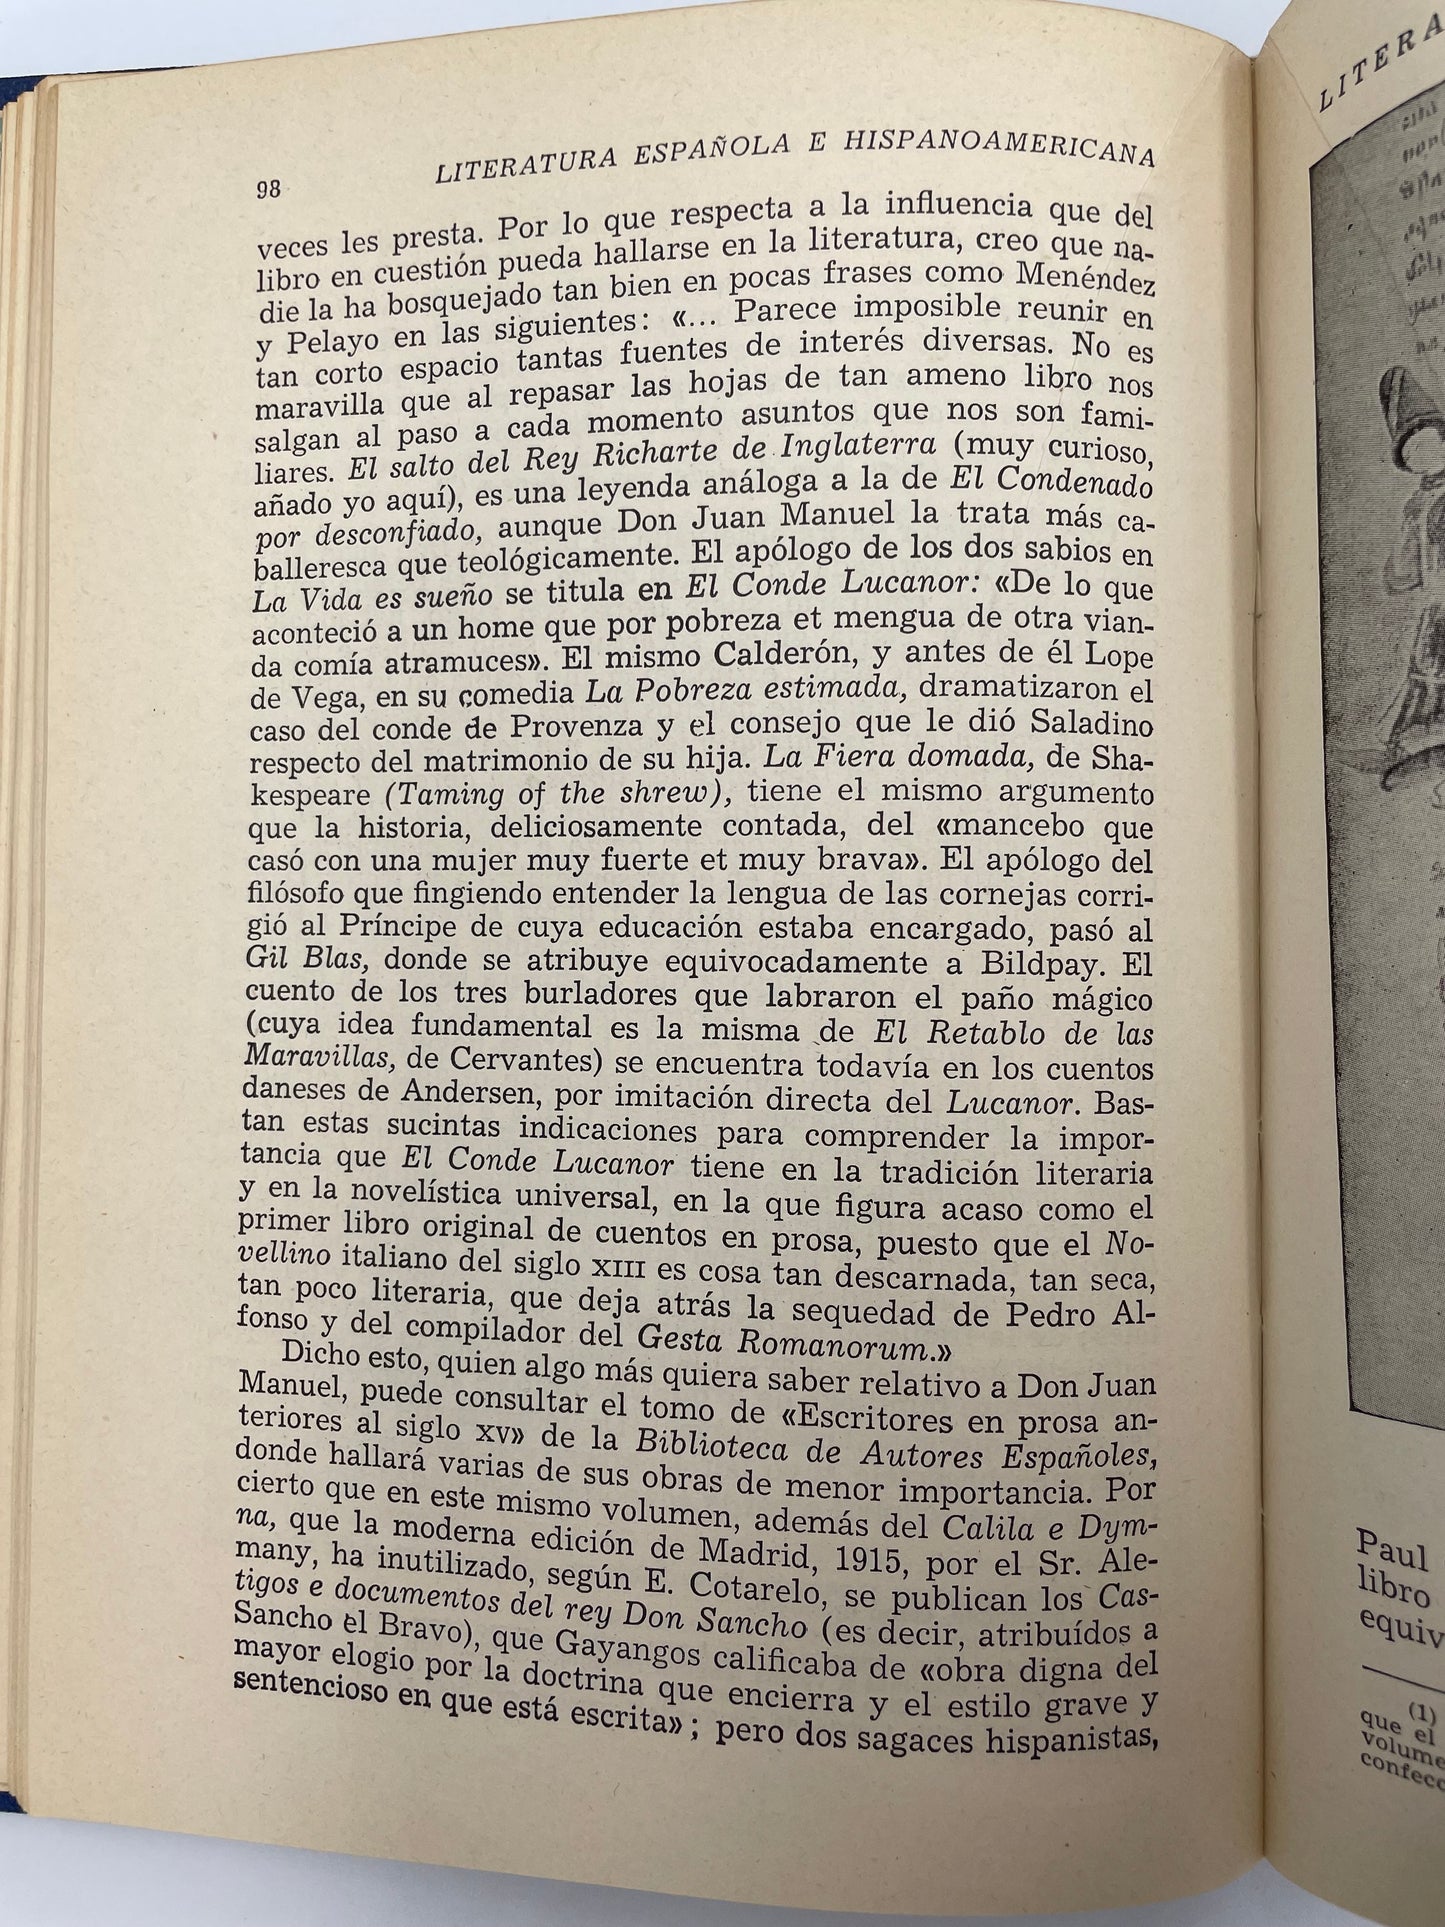 98
LITERATURA ESPAÑOLA E HISPANOAMERICANA
veces les presta. Por lo que respecta a la influencia que del
libro en cuestión pueda hallarse en la literatura, creo que na-
die la ha bosquejado tan bien en pocas frases como Menéndez
y Pelayo en las siguientes: «... Parece imposible reunir en
tan corto espacio tantas fuentes de interés diversas. No es
maravilla que al repasar las hojas de tan ameno libro nos
salgan al paso a cada momento asuntos que nos son fami-
liares. El salto del Rey Richarte de Inglaterra (muy curioso,
añado yo aquí), es una leyenda análoga a la de El Condenado
por desconfiado, aunque Don Juan Manuel la trata más ca-
balleresca que teológicamente. El apólogo de los dos sabios en
La Vida es sueño se titula en El Conde Lucanor: «De lo que
aconteció a un home que por pobreza et mengua de otra vian-
da comía atramuces». El mismo Calderón, y antes de él Lope
de Vega, en su comedia La Pobreza estimada, dramatizaron el
caso del conde de Provenza y el consejo que le dió Saladino
respecto del matrimonio de su hija. La Fiera domada, de Sha-
kespeare (Taming of the shrew), tiene el mismo argumento
que la historia, deliciosamente contada, del «mancebo que
casó con una mujer muy fuerte et muy brava». El apólogo del
filósofo que fingiendo entender la lengua de las cornejas corri-
gió al Príncipe de cuya educación estaba encargado, pasó al
Gil Blas, donde se atribuye equivocadamente a Bildpay. El
cuento de los tres burladores que labraron el paño mágico
(cuya idea fundamental es la misma de El Retablo de las
Maravillas, de Cervantes) se encuentra todavía en los cuentos
daneses de Andersen, por imitación directa del Lucanor. Bas-
tan estas sucintas indicaciones para comprender la impor-
tancia que El Conde Lucanor tiene en la tradición literaria
y en la novelística universal, en la que figura acaso como el
primer libro original de cuentos en prosa, puesto que el No-
vellino italiano del siglo XIII es cosa tan descarnada, tan seca,
tan poco literaria, que deja atrás la sequedad de Pedro Al-
fonso y del compilador del Gesta Romanorum.»
Dicho esto, quien algo más quiera saber relativo a Don Juan
Manuel, puede consultar el tomo de «Escritores en prosa an-
teriores al siglo XV» de la Biblioteca de Autores Españoles,
donde hallará varias de sus obras de menor importancia. Por
cierto que en este mismo volumen, además del Calila e Dym-
na, que la moderna edición de Madrid, 1915, por el Sr. Ale-
many, ha inutilizado, según E. Cotarelo, se publican los Cas-
tigos e documentos del rey Don Sancho (es decir, atribuídos a
Sancho el Bravo), que Gayangos calificaba de «obra digna del
mayor elogio por la doctrina que encierra y el estilo grave y
sentencioso en que está escrita»; pero dos sagaces hispanistas,
LITERA
Paul
libro
equiv
(1)
que el
volume
confecc